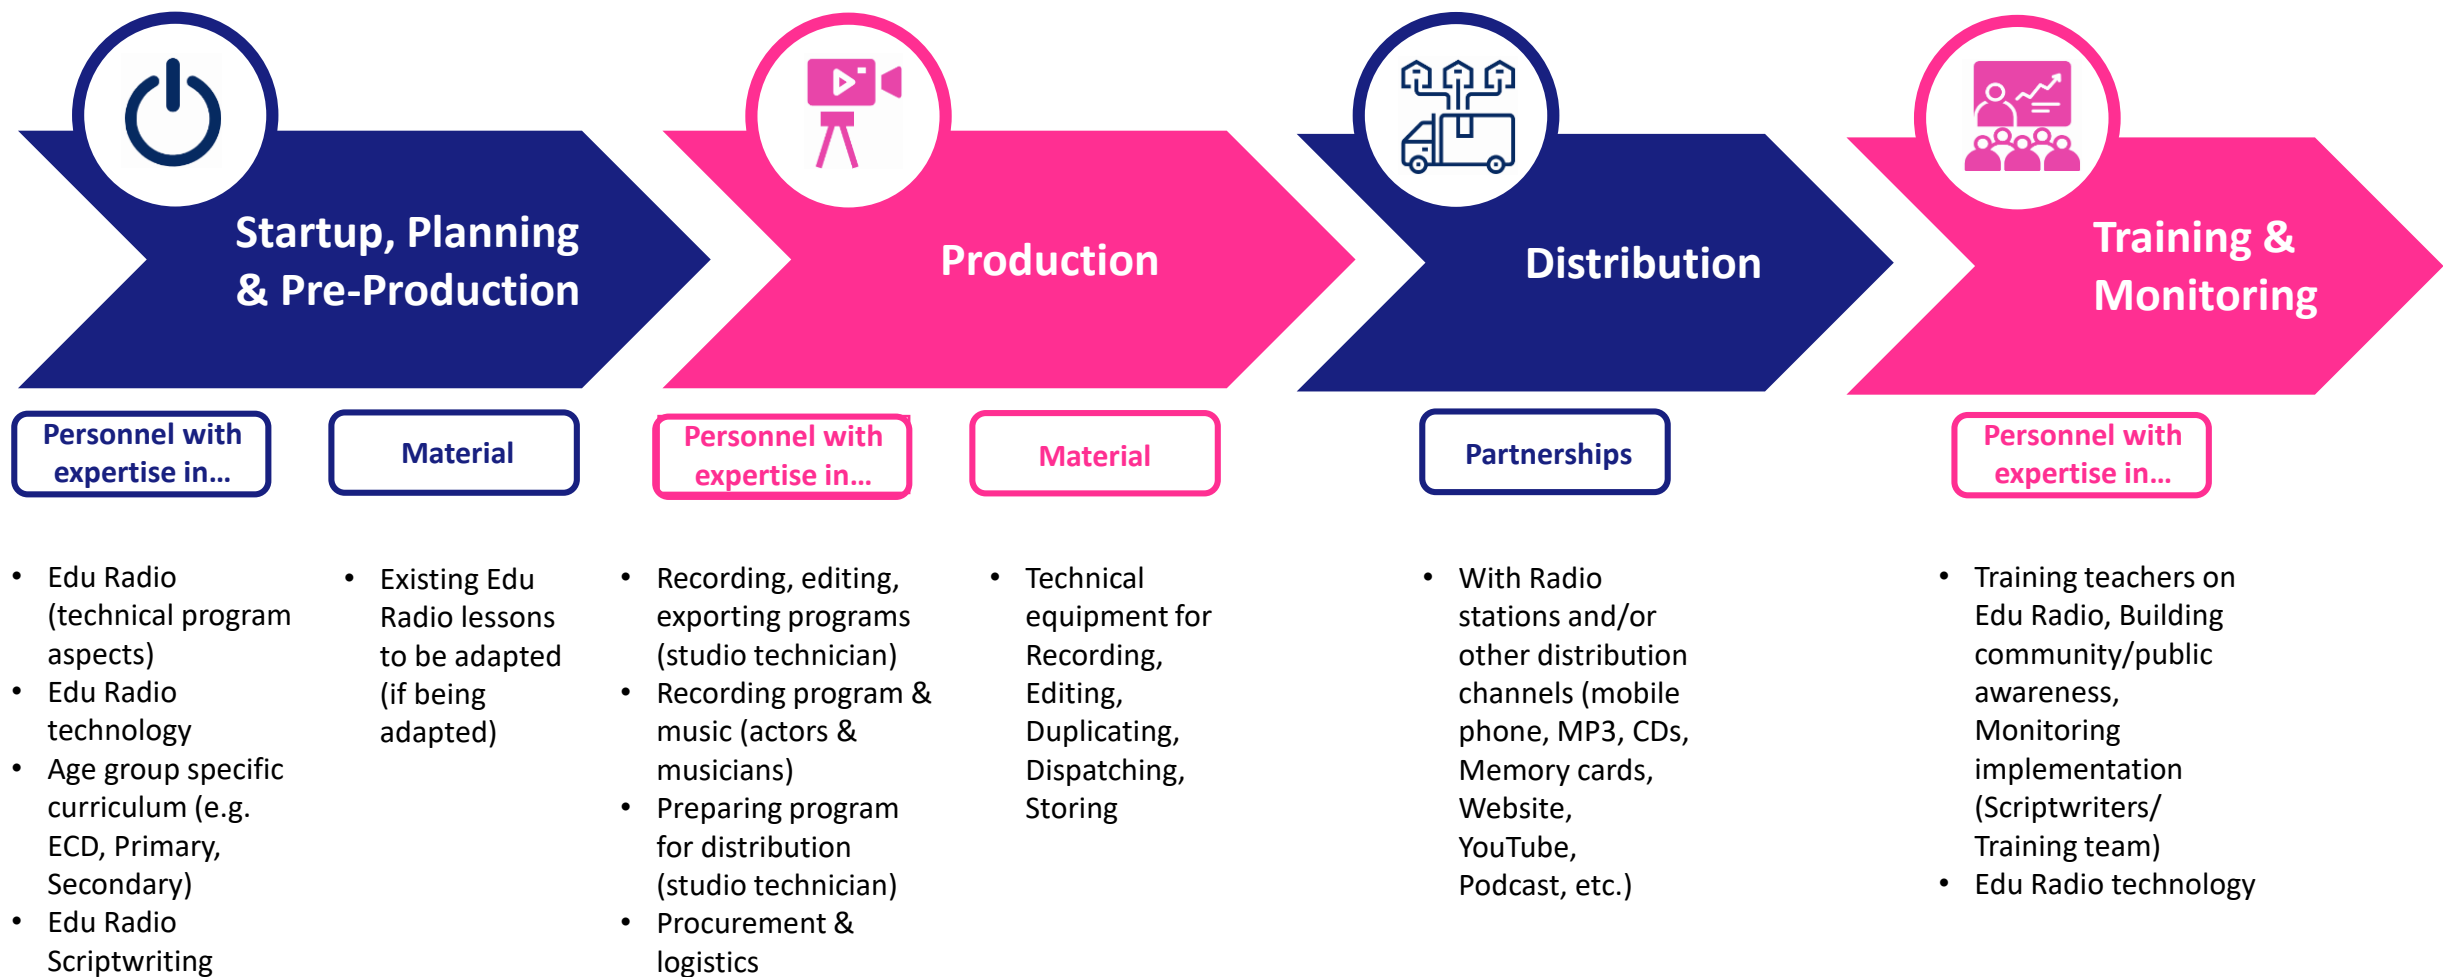 Startup, Planning
& Pre-Production
Production
Distribution
Training &
Monitoring
Personnel with
expertise in...
Material
Personnel with
expertise in...
Material
Partnerships
Personnel with
expertise in...
• Edu Radio
(technical program
aspects)
• Edu Radio
technology
• Age group specific
curriculum (e.g.
ECD, Primary,
Secondary)
• Edu Radio
Scriptwriting
• Existing Edu
Radio lessons
to be adapted
(if being
adapted)
• Recording, editing,
exporting programs
(studio technician)
• Recording program &
music (actors &
musicians)
• Preparing program
for distribution
(studio technician)
• Procurement &
logistics
• Technical
equipment for
Recording,
Editing,
Duplicating,
Dispatching,
Storing
• With Radio
stations and/or
other distribution
channels (mobile
phone, MP3, CDs,
Memory cards,
Website,
YouTube,
Podcast, etc.)
• Training teachers on
Edu Radio, Building
community/public
awareness,
Monitoring
implementation
(Scriptwriters/
Training team)
• Edu Radio technology